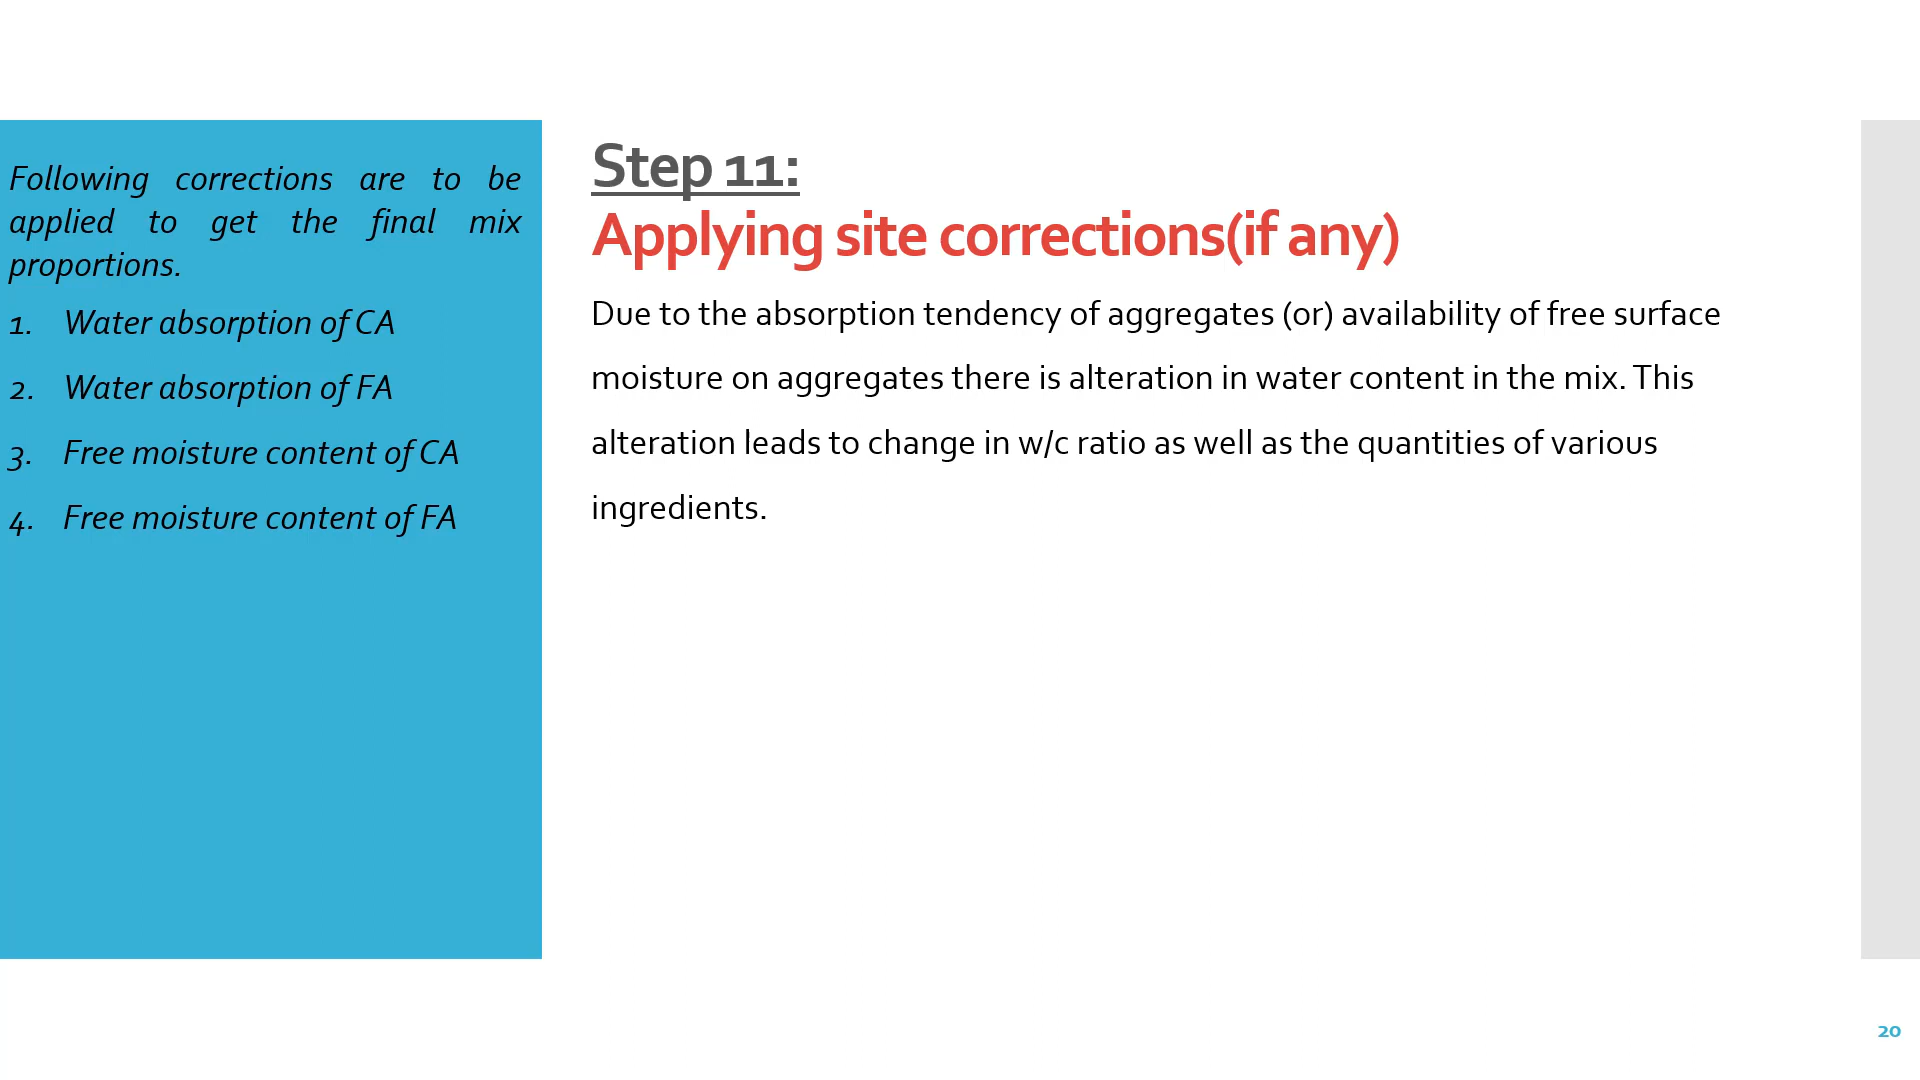 Following corrections are to be
applied to get the final mix
proportions.
1. Water absorption of CA
2. Water absorption of FA
3. Free moisture content of CA
4. Free moisture content of FA
Step 11:
Applying site corrections(if any)
Due to the absorption tendency of aggregates (or) availability of free surface
moisture on aggregates there is alteration in water content in the mix. This
alteration leads to change in w/c ratio as well as the quantities of various
ingredients.
20